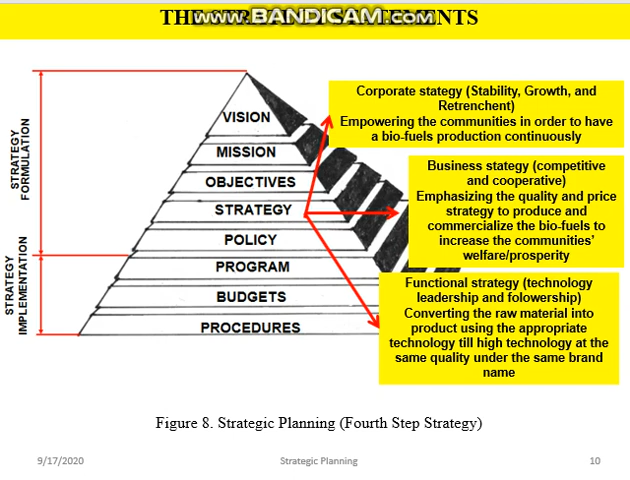 THE STRATEGY STATEMENTS
www.BANDICAM.com
Corporate stategy (Stability, Growth, and
Retrenchent)
Empowering the communities in order to have
a bio-fuels production continuously
Business stategy (competitive
and cooperative)
Emphasizing the quality and price
strategy to produce and
commercialize the bio-fuels to
increase the communities'
welfare/prosperity
Functional strategy (technology
leadership and folowership)
Converting the raw material into
product using the appropriate
technology till high technology at the
same quality under the same brand
name
STRATEGY
FORMULATION
STRATEGY
IMPLEMENTATION
VISION
MISSION
OBJECTIVES
STRATEGY
POLICY
PROGRAM
BUDGETS
PROCEDURES
Figure 8. Strategic Planning (Fourth Step Strategy)
9/17/2020
Strategic Planning
10